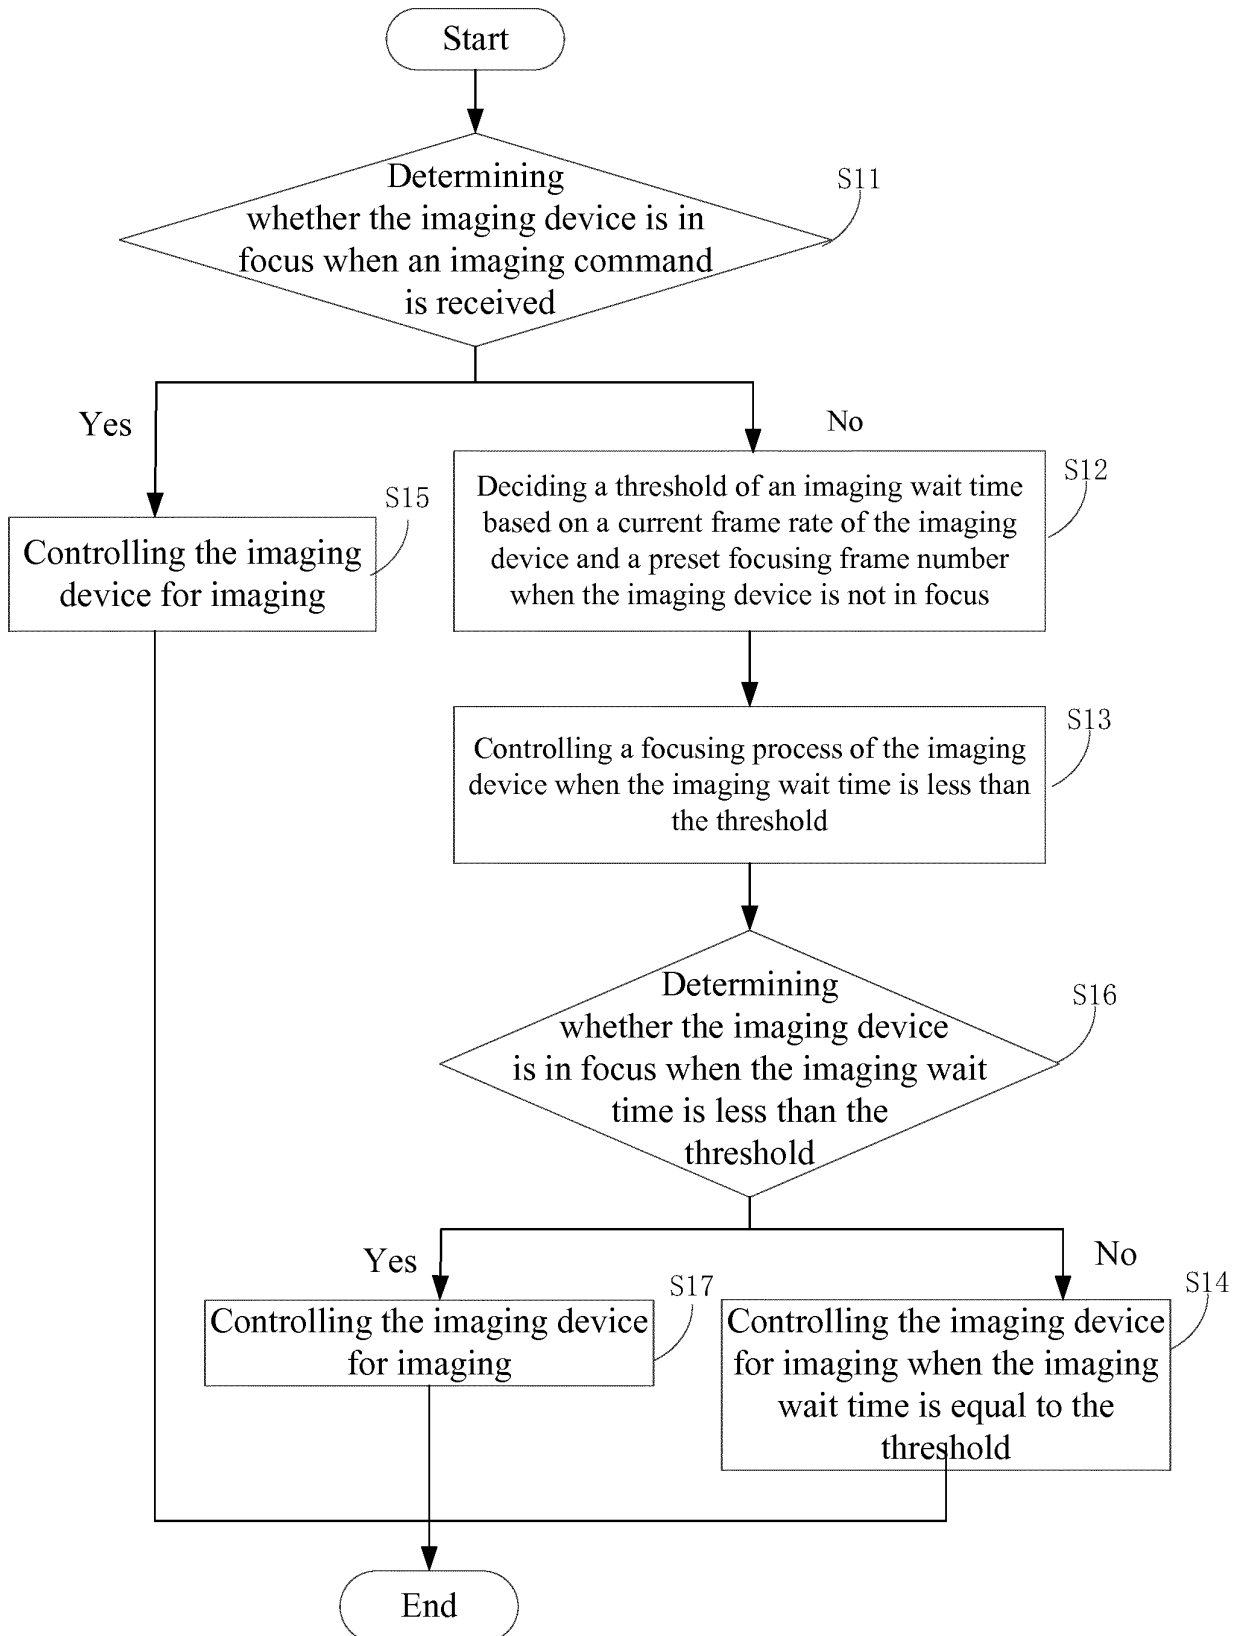 Start
Determining
whether the imaging device is in
focus when an imaging command
is received
S11
Yes
No
S15
Controlling the imaging
device for imaging
S12
Deciding a threshold of an imaging wait time
based on a current frame rate of the imaging
device and a preset focusing frame number
when the imaging device is not in focus
S13
Controlling a focusing process of the imaging
device when the imaging wait time is less than
the threshold
S16
Determining
whether the imaging device
is in focus when the imaging wait
time is less than the
threshold
Yes
No
S17
Controlling the imaging device
for imaging
S14
Controlling the imaging device
for imaging when the imaging
wait time is equal to the
threshold
End